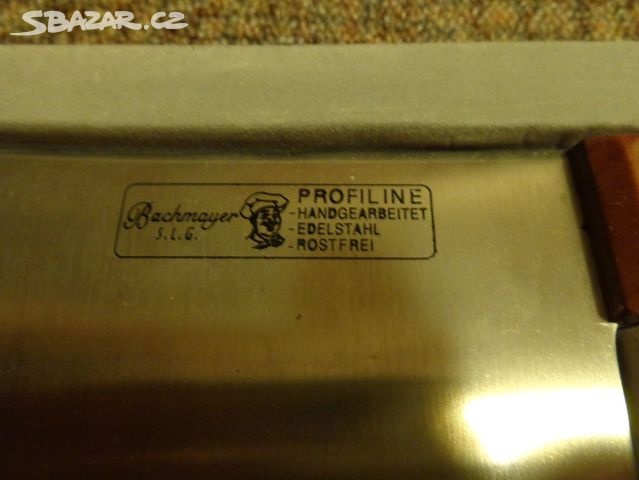 SBAZAR.CZ
Bachmayer
S.L.G.
PROFILINE
-HANDGEARBEITET
-EDELSTAHL
-ROSTFREI